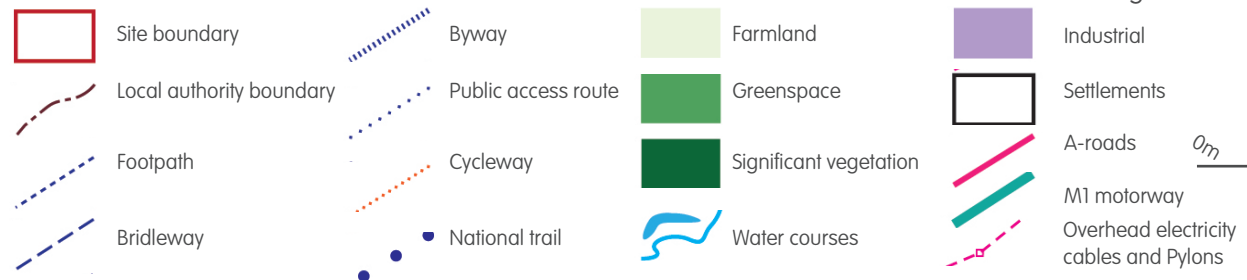 Site boundary
Local authority boundary
Footpath
Bridleway
Byway
Public access route
Cycleway
National trail
Farmland
Greenspace
Significant vegetation
Water courses
Industrial
Settlements
A-roads
M1 motorway
Overhead electricity
cables and Pylons
0m